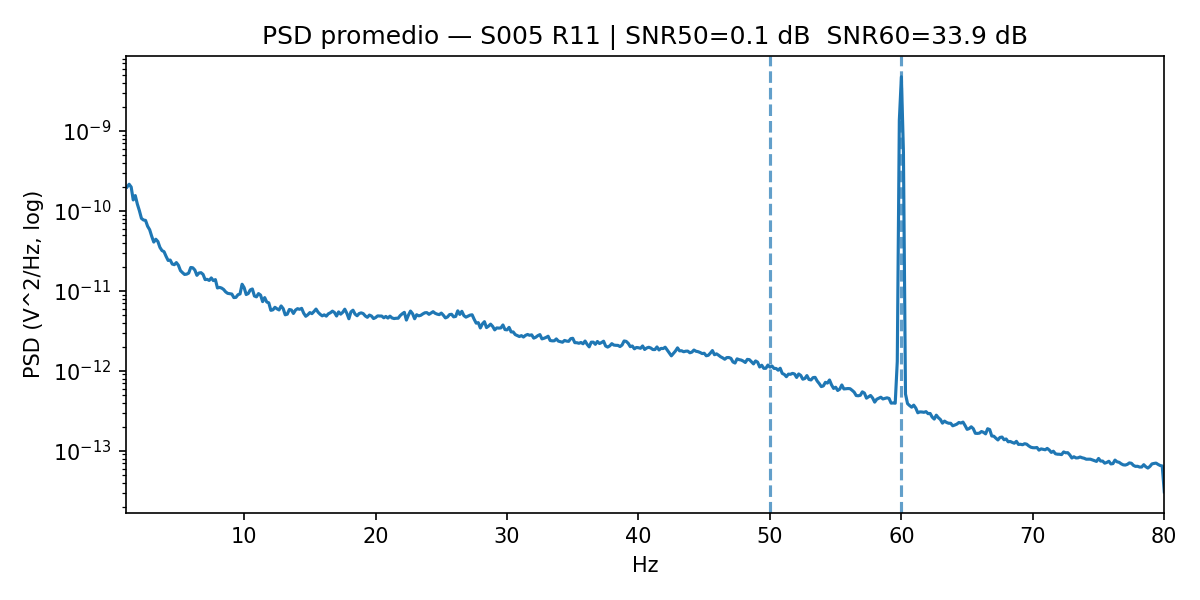 PSD promedio — S005 R11 | SNR50=0.1 dB  SNR60=33.9 dB
PSD (V^2/Hz, log)
10⁻⁹
10⁻¹⁰
10⁻¹¹
10⁻¹²
10⁻¹³
10 20 30 40 50 60 70 80
Hz